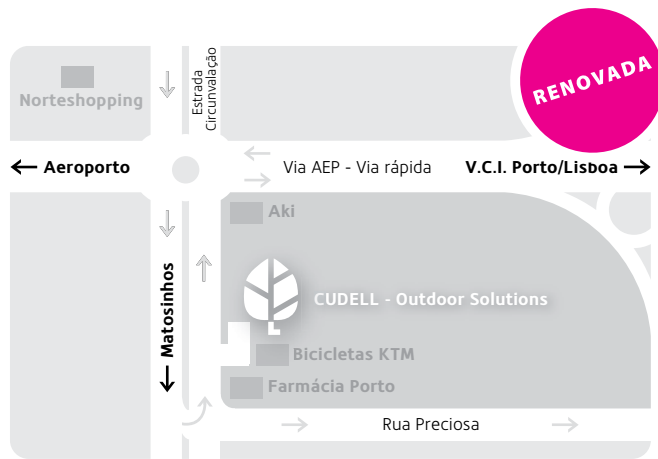 RENOVADA
Norteshopping
Estrada
Circunvalação
Aeroporto
Via AEP - Via rápida
V.C.I. Porto/Lisboa
Aki
Matosinhos
CUDELL - Outdoor Solutions
Bicicletas KTM
Farmácia Porto
Rua Preciosa